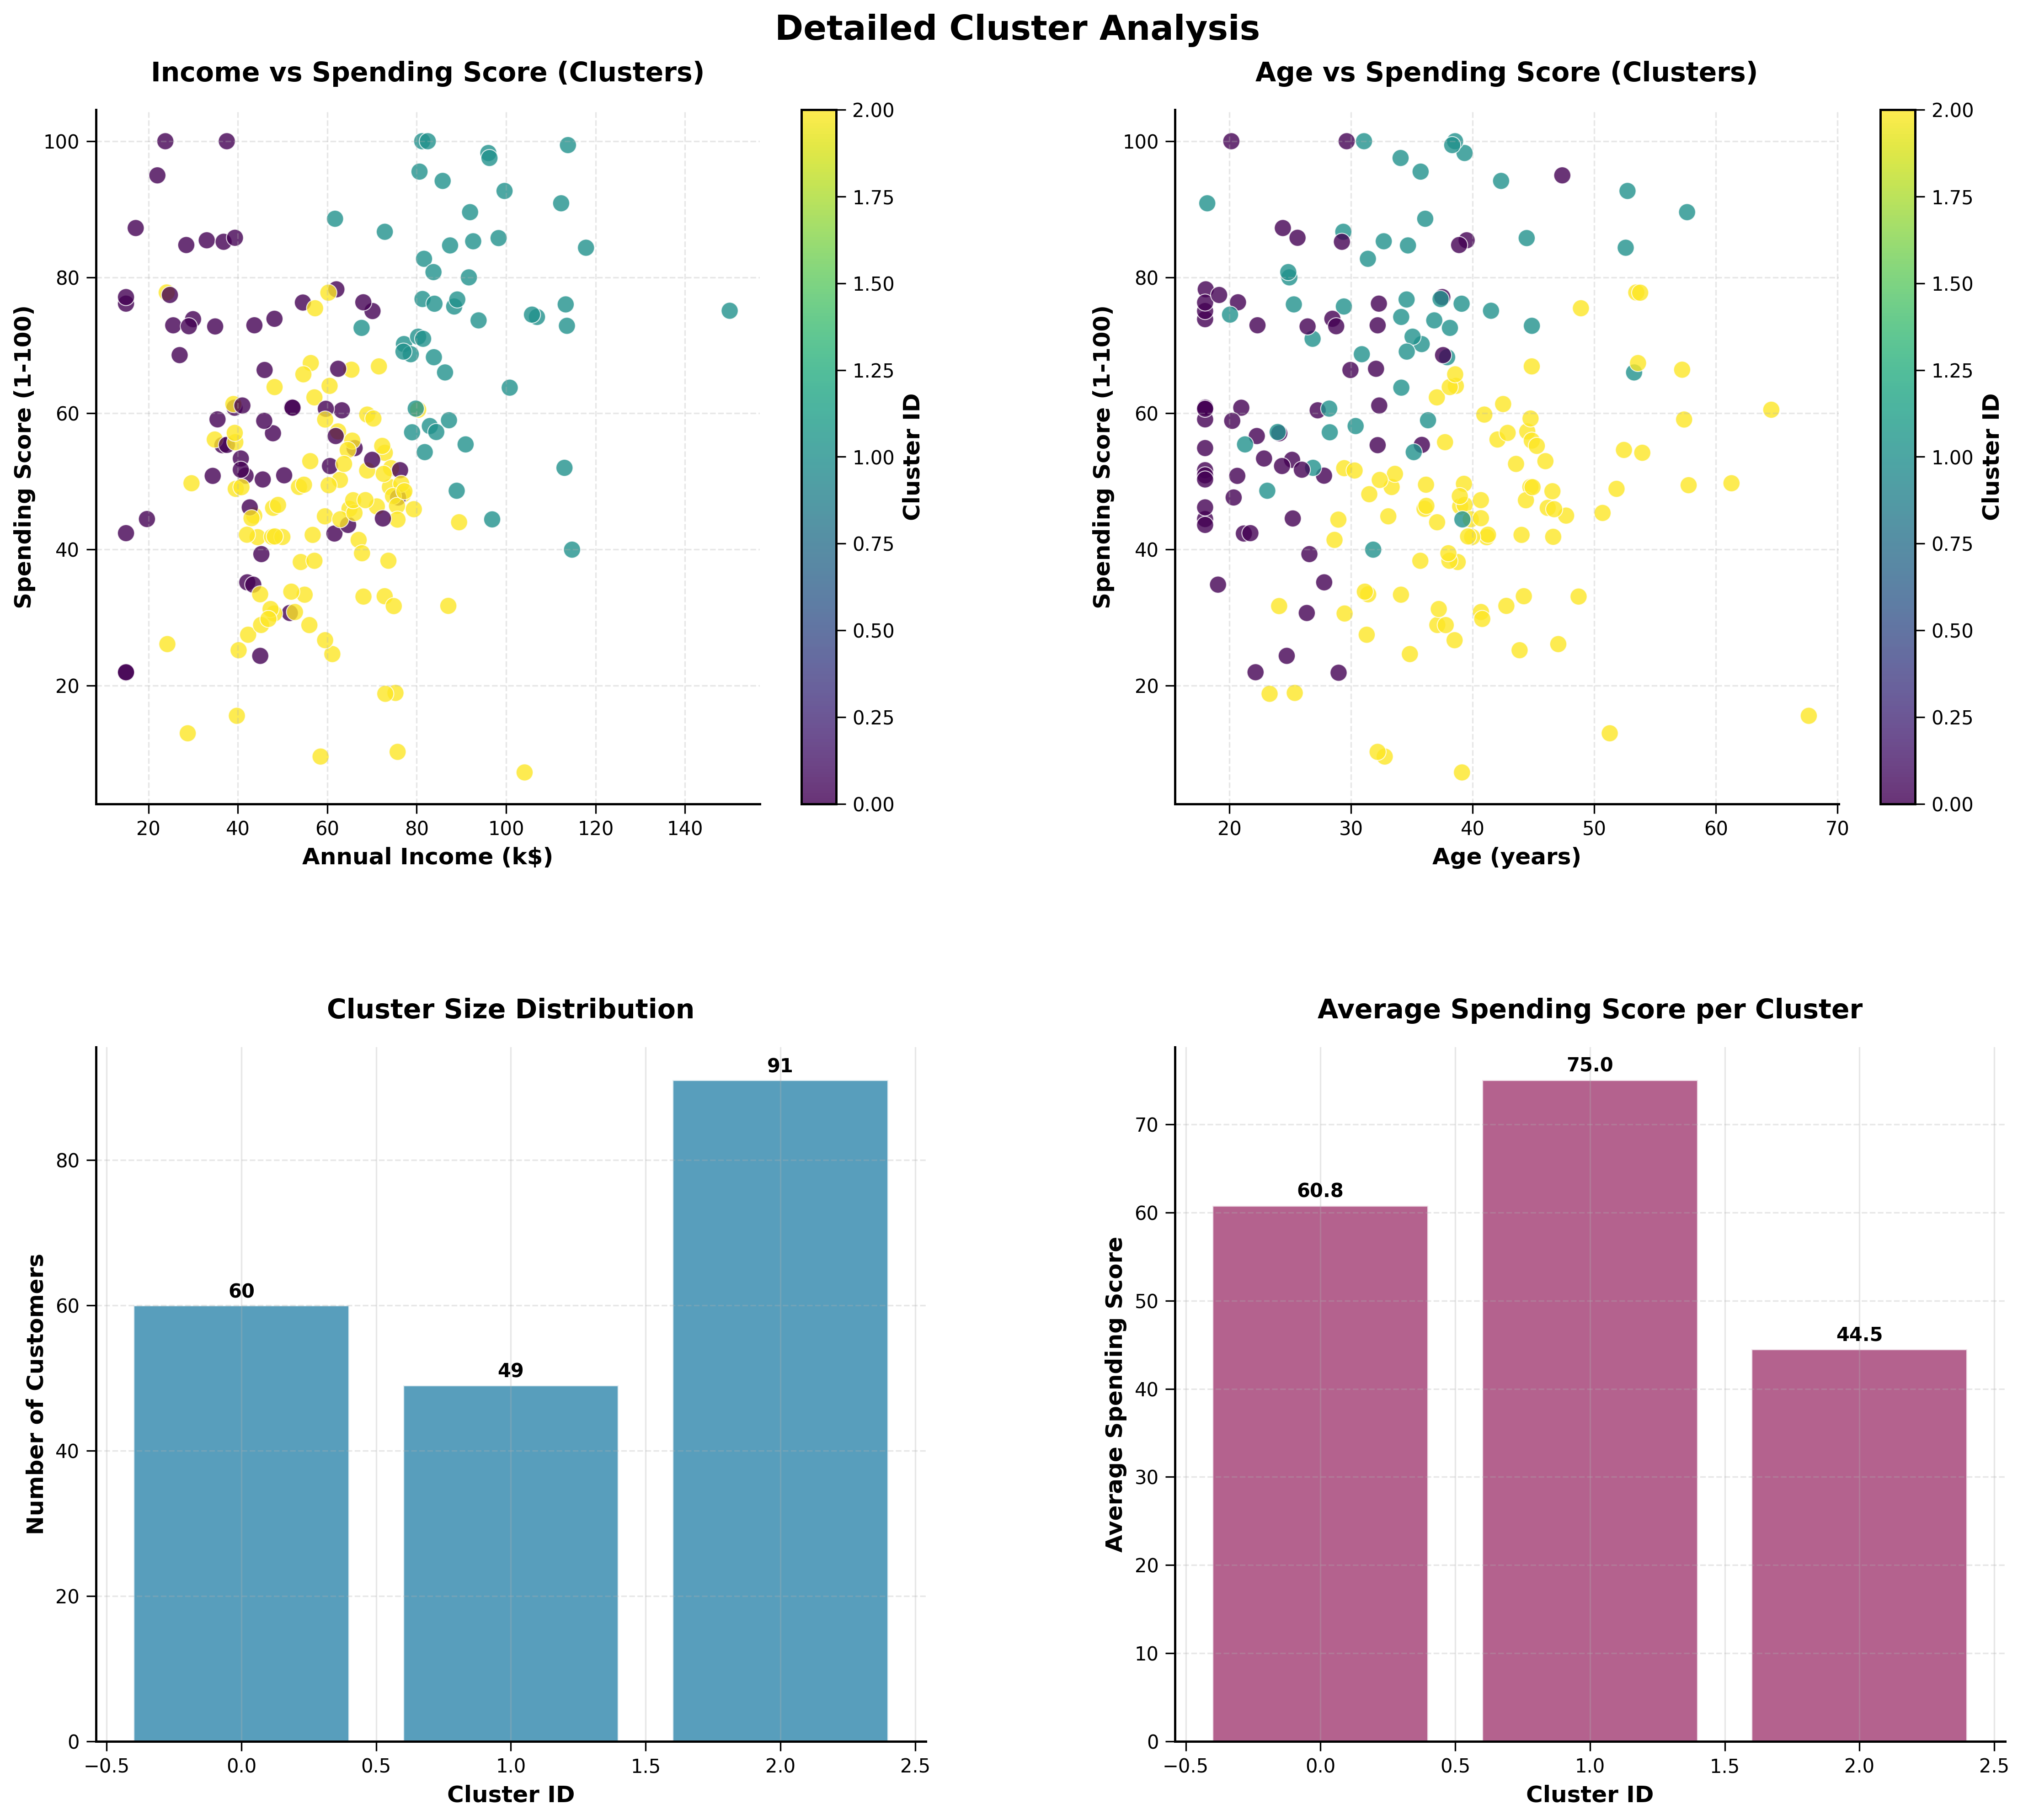 Detailed Cluster Analysis
Income vs Spending Score (Clusters)
Spending Score (1-100)
100
80
60
40
20
20 40 60 80 100 120 140
Annual Income (k$)
2.00
1.75
1.50
1.25
1.00
0.75
0.50
0.25
0.00
Cluster ID
Age vs Spending Score (Clusters)
Spending Score (1-100)
100
80
60
40
20
20 30 40 50 60 70
Age (years)
2.00
1.75
1.50
1.25
1.00
0.75
0.50
0.25
0.00
Cluster ID
Cluster Size Distribution
Number of Customers
80
60
40
20
0
60
49
91
−0.5 0.0 0.5 1.0 1.5 2.0 2.5
Cluster ID
Average Spending Score per Cluster
Average Spending Score
70
60
50
40
30
20
10
0
60.8
75.0
44.5
−0.5 0.0 0.5 1.0 1.5 2.0 2.5
Cluster ID